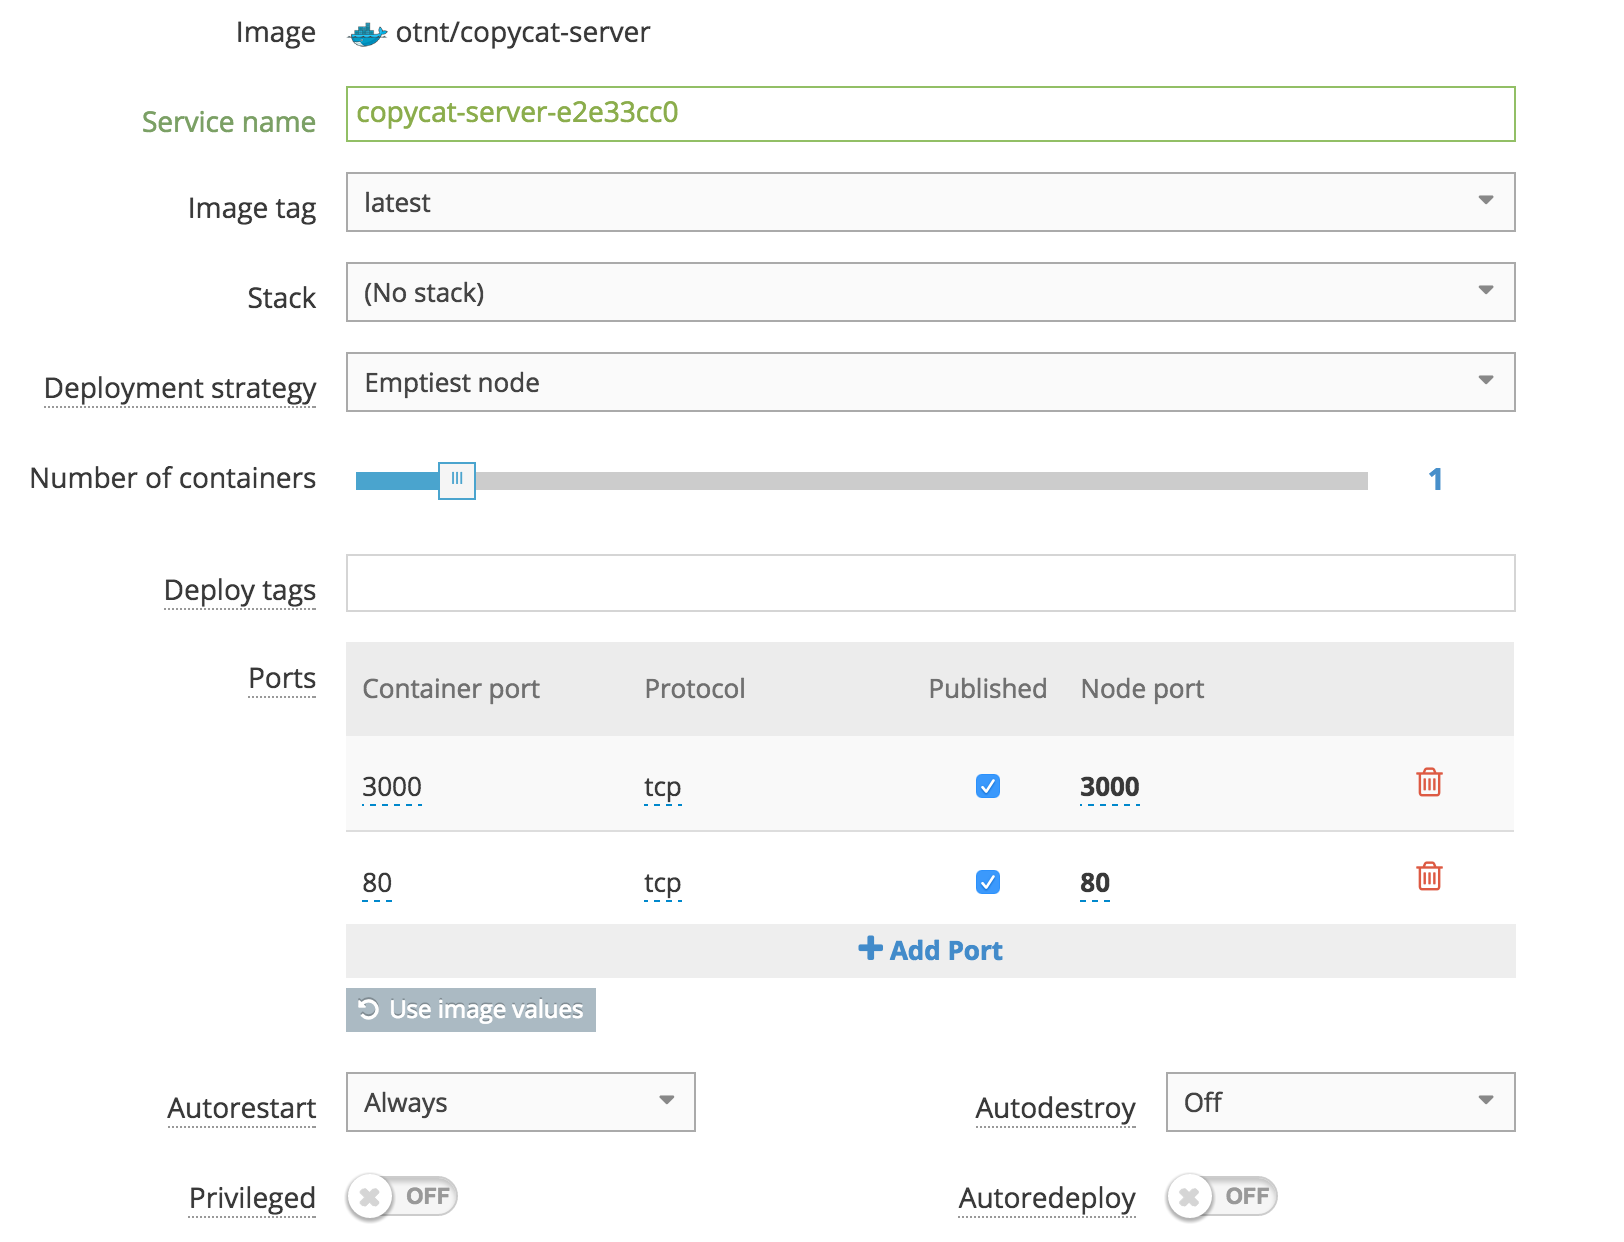 Image otnt/copycat-server
Service name copycat-server-e2e33cc0
Image tag latest
Stack (No stack)
Deployment strategy Emptiest node
Number of containers 1
Deploy tags
Ports Container port Protocol Published Node port
3000 tcp 3000
80 tcp 80
Add Port
Use image values
Autorestart Always Autodestroy Off
Privileged OFF Autoredeploy OFF